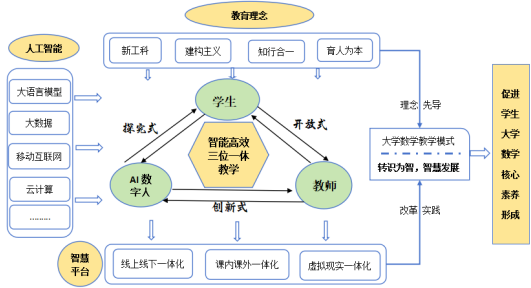 教育理念
人工智能
新工科
建构主义
知行合一
育人为本
大语言模型
大数据
移动互联网
云计算
………
学生
探究式
开放式
智能高效
三位一体
教学
AI 数
字人
教师
创新式
理念 先导
大学数学教学模式
转识为智，智慧发展
改革 实践
促进
学生
大学
数学
核心
素养
形成
智慧
平台
线上线下一体化
课内课外一体化
虚拟现实一体化